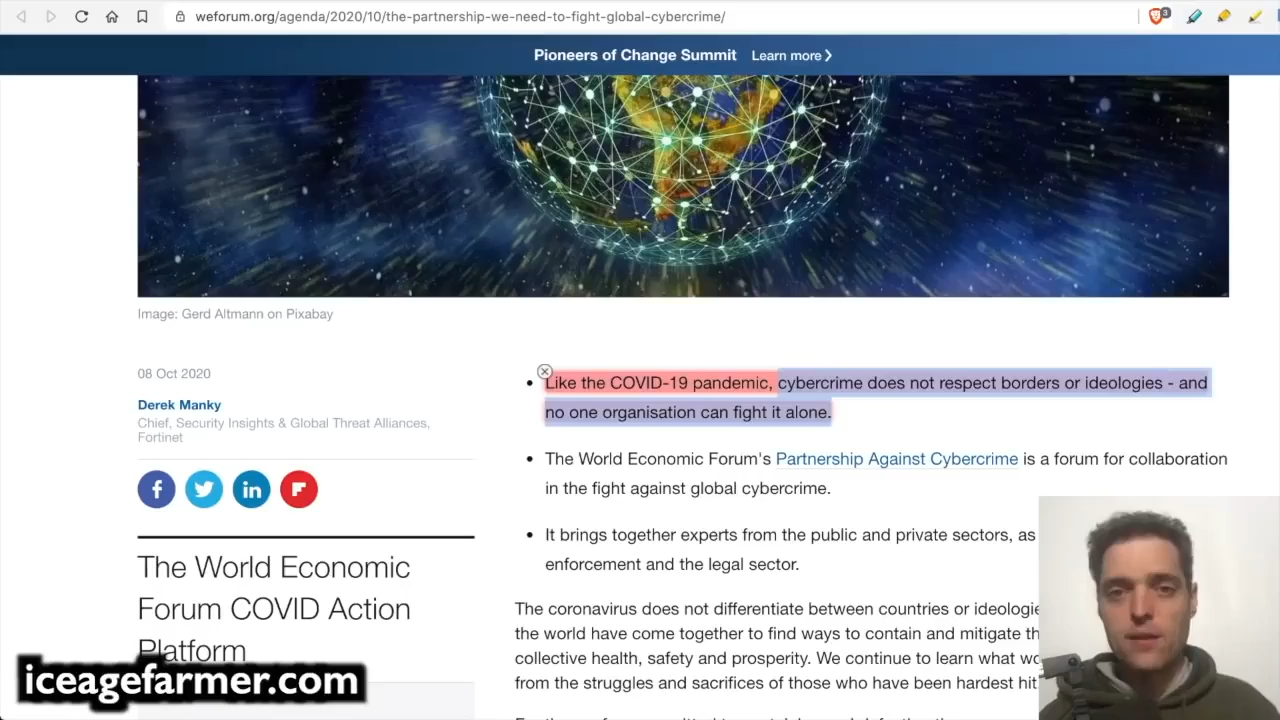 weforum.org/agenda/2020/10/the-partnership-we-need-to-fight-global-cybercrime/
3
Pioneers of Change Summit Learn more
Image: Gerd Altmann on Pixabay
08 Oct 2020
Derek Manky
Chief, Security Insights & Global Threat Alliances,
Fortinet
The World Economic
Forum COVID Action
Platform
• Like the COVID-19 pandemic, cybercrime does not respect borders or ideologies - and
no one organisation can fight it alone.
• The World Economic Forum's Partnership Against Cybercrime is a forum for collaboration
in the fight against global cybercrime.
• It brings together experts from the public and private sectors, as
enforcement and the legal sector.
The coronavirus does not differentiate between countries or
the world have come together to find ways to contain and mitigate
collective health, safety and prosperity. We continue to learn what
from the struggles and sacrifices of those who have been hardest hit
iceagefarmer.com